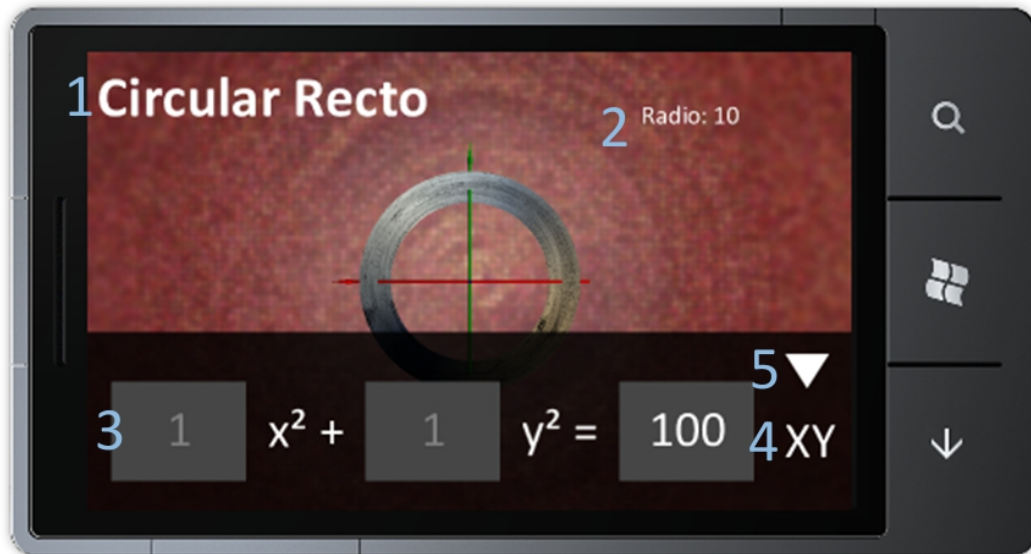 1 Circular Recto
2 Radio: 10
5
3 1 x² + 1 y² = 100 4 XY